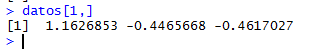 > datos[1,]
[1]  1.1626853 -0.4465668 -0.4617027
>